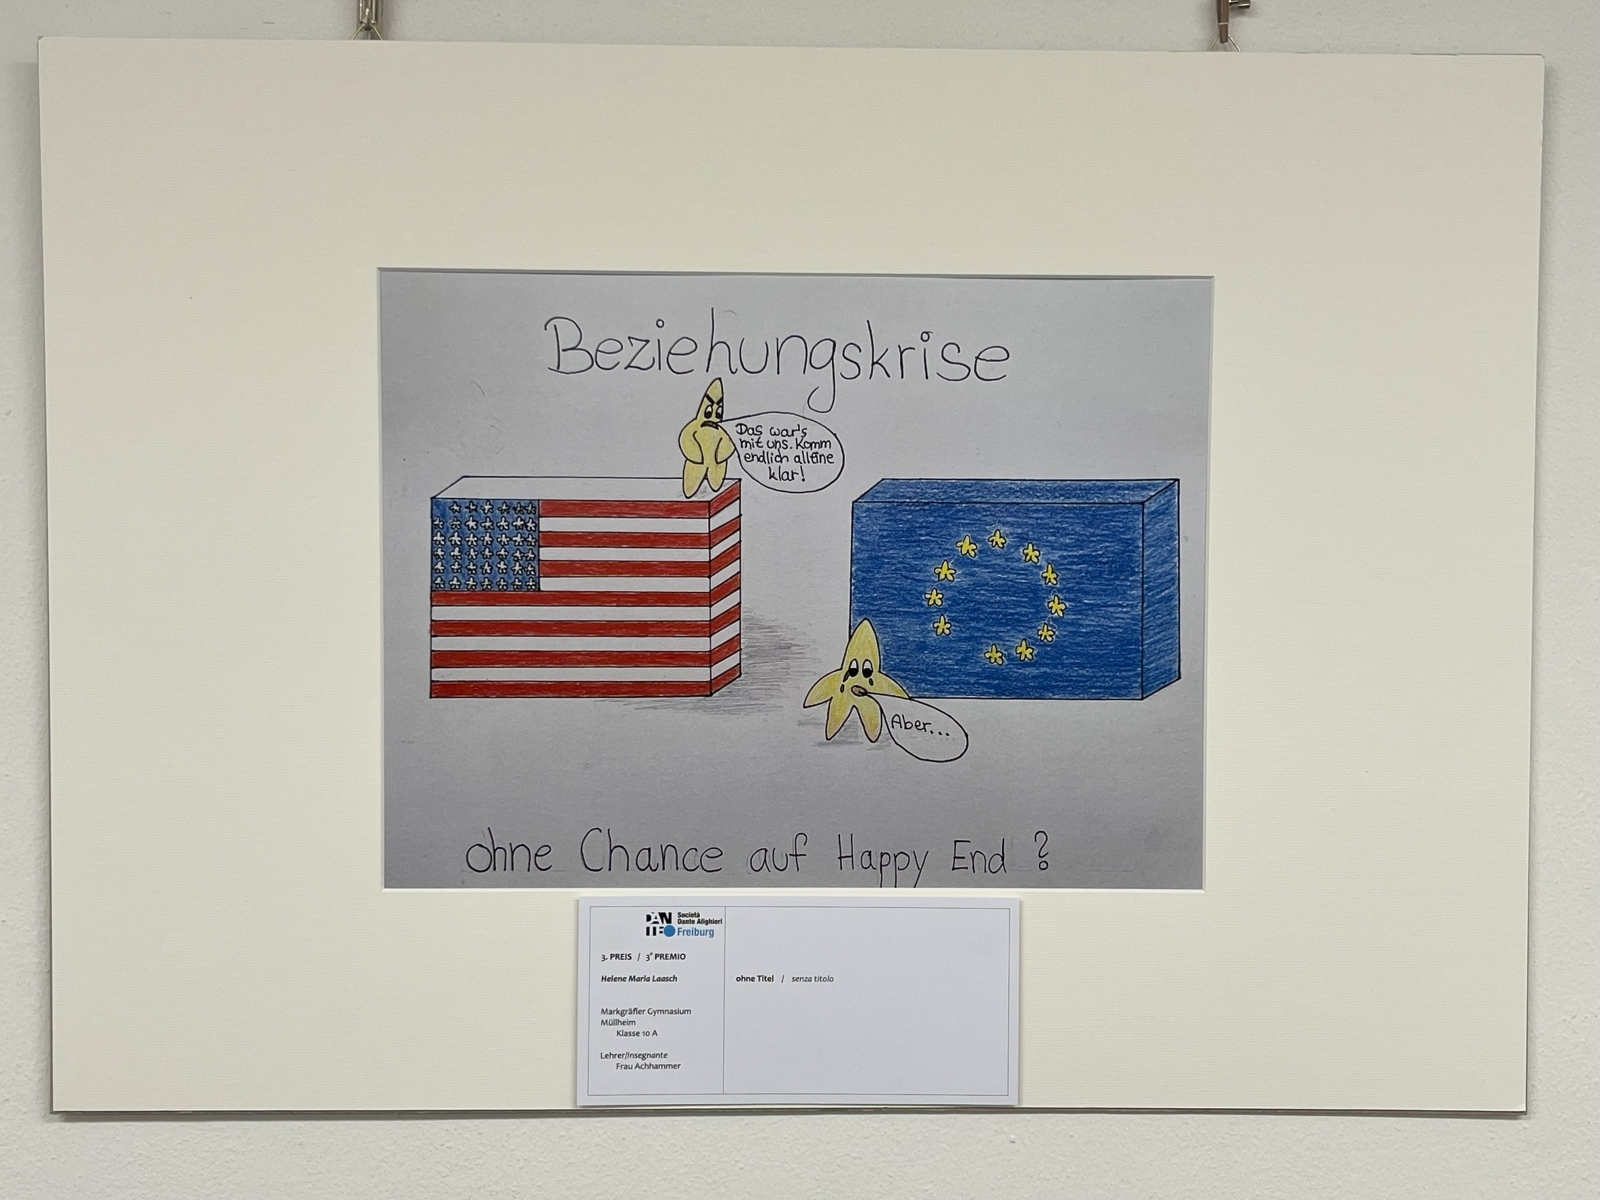 Beziehungskrise
Das war's
mit uns. Komm
endlich alleine
klar!
Aber...
ohne Chance auf Happy End ?
DANTE Società
Dante Alighieri
Freiburg
3. PREIS / 3° PREMIO
Helene Maria Laasch
ohne Titel / senza titolo
Markgräfler Gymnasium
Müllheim
Klasse 10 A
Lehrer/Insegnante
Frau Achhammer